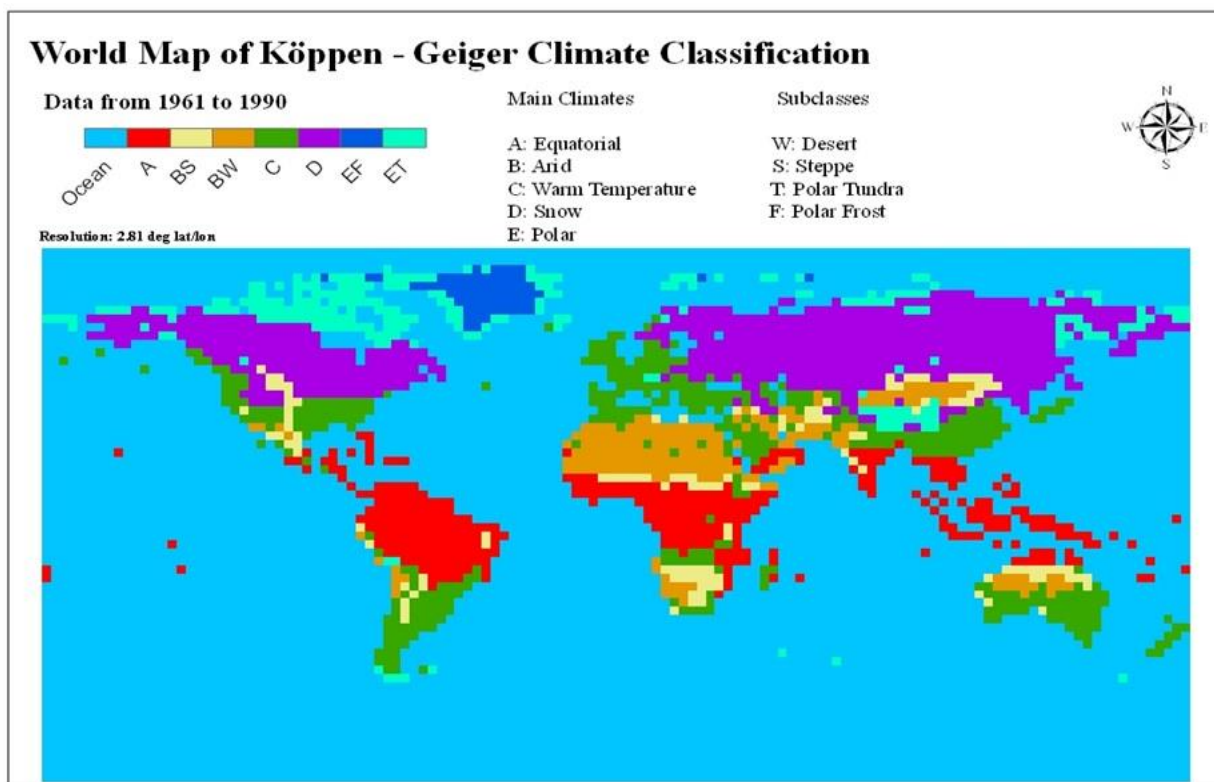 World Map of Köppen - Geiger Climate Classification
Data from 1961 to 1990
Ocean
A
BS
BW
C
D
EF
ET
Resolution: 2.81 deg lat/lon
Main Climates
A: Equatorial
B: Arid
C: Warm Temperature
D: Snow
E: Polar
Subclasses
W: Desert
S: Steppe
T: Polar Tundra
F: Polar Frost
N
W
E
S